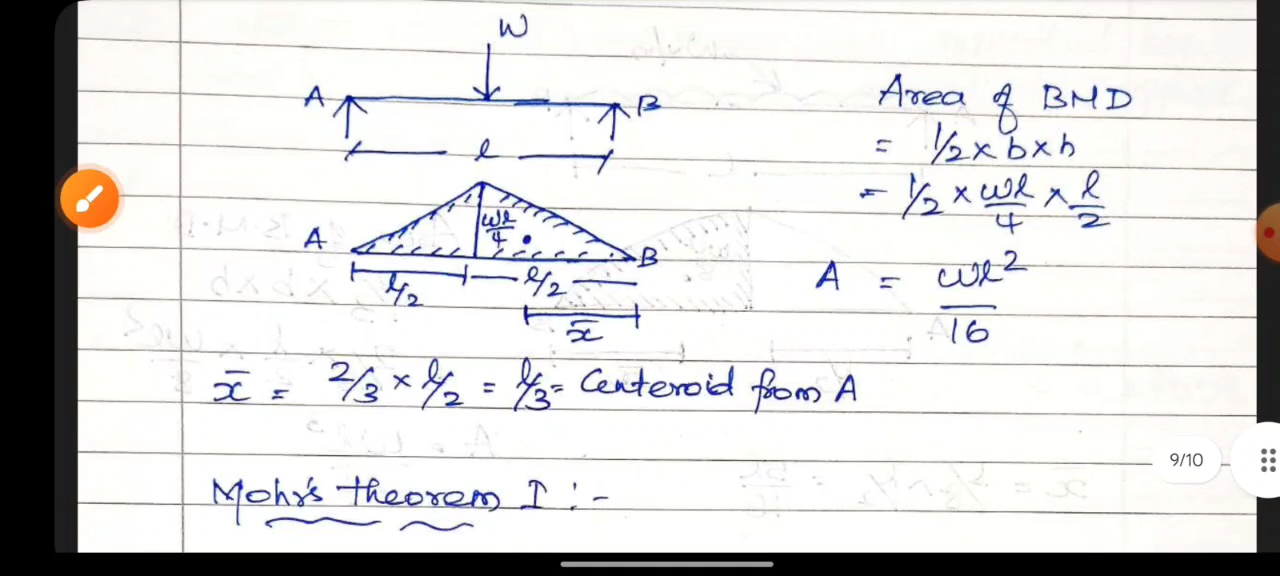 W
A B
l
Area of BMD
= 1/2 × b × h
= 1/2 × wl/4 × l/2
A = wl²/16
wl/4
A B
l/2 l/2
x̄
x̄ = 2/3 × l/2 = l/3 = Centeroid from A
9/10
Mohr's theorem I :-